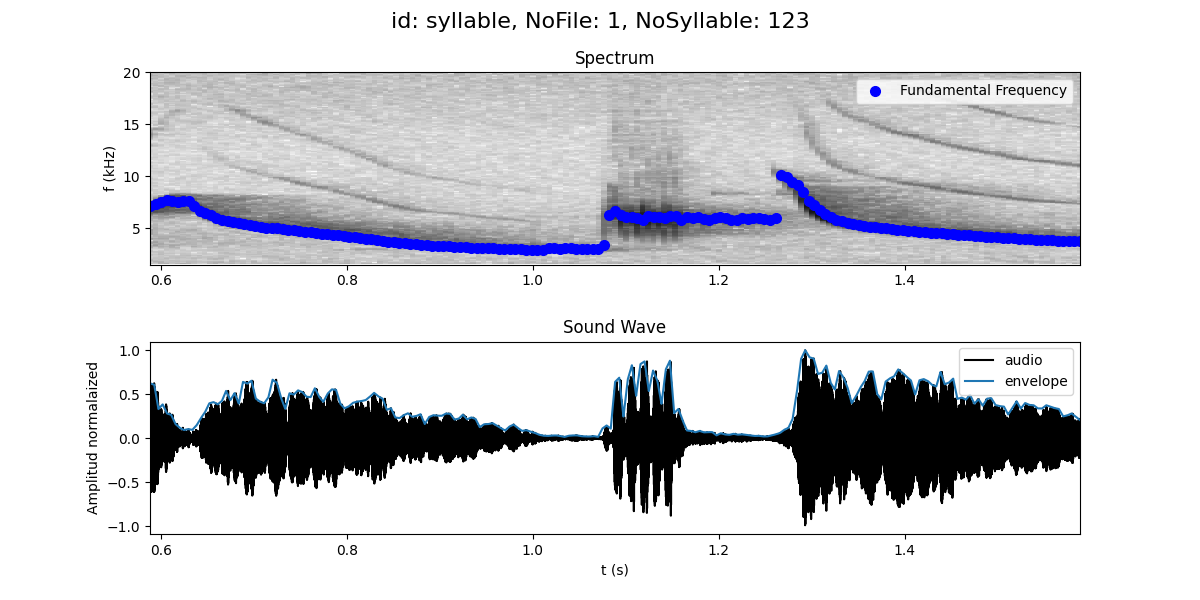 id: syllable, NoFile: 1, NoSyllable: 123
Spectrum
20
15
10
5
f (kHz)
Fundamental Frequency
0.6 0.8 1.0 1.2 1.4
Sound Wave
1.0
0.5
0.0
−0.5
−1.0
Amplitud normalaized
audio
envelope
0.6 0.8 1.0 1.2 1.4
t (s)